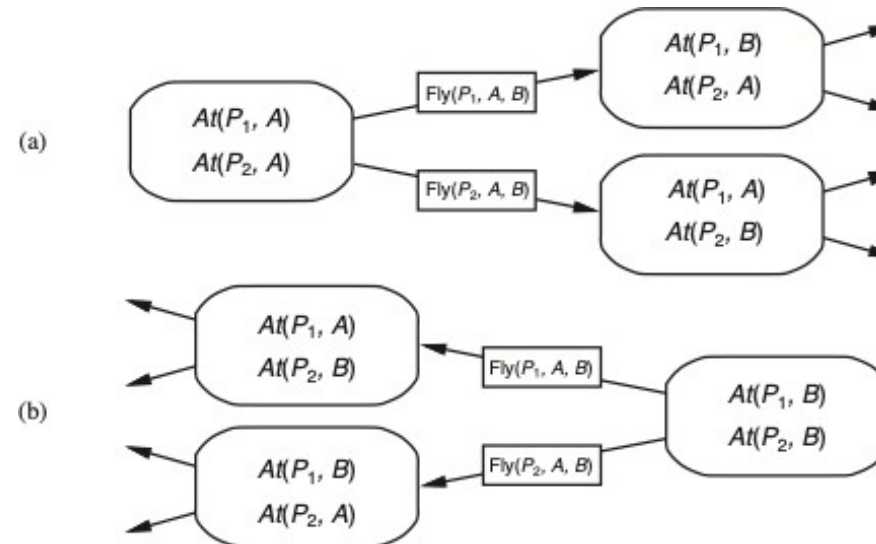 (a)
At(P₁, A)
At(P₂, A)
Fly(P₁, A, B)
At(P₁, B)
At(P₂, A)
Fly(P₂, A, B)
At(P₁, A)
At(P₂, B)
(b)
At(P₁, A)
At(P₂, B)
Fly(P₁, A, B)
At(P₁, B)
At(P₂, B)
At(P₁, B)
At(P₂, A)
Fly(P₂, A, B)